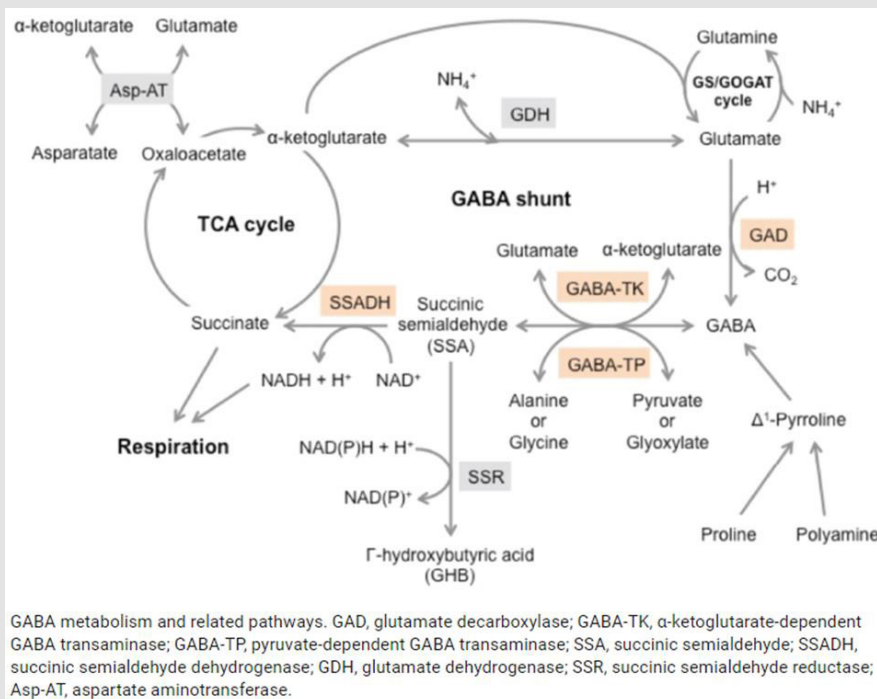 α-ketoglutarate Glutamate
Glutamine
Asp-AT
NH₄⁺
GS/GOGAT
cycle
GDH
NH₄⁺
Asparatate Oxaloacetate α-ketoglutarate
Glutamate
GABA shunt
H⁺
TCA cycle
GAD
Glutamate α-ketoglutarate
CO₂
GABA-TK
SSADH
Succinic
semialdehyde
(SSA)
Succinate
GABA
GABA-TP
NADH + H⁺ NAD⁺
Alanine
or
Glycine
Pyruvate
or
Glyoxylate
Δ¹-Pyrroline
Respiration
NAD(P)H + H⁺
SSR
NAD(P)⁺
Proline Polyamine
Γ-hydroxybutyric acid
(GHB)
GABA metabolism and related pathways. GAD, glutamate decarboxylase; GABA-TK, α-ketoglutarate-dependent
GABA transaminase; GABA-TP, pyruvate-dependent GABA transaminase; SSA, succinic semialdehyde; SSADH,
succinic semialdehyde dehydrogenase; GDH, glutamate dehydrogenase; SSR, succinic semialdehyde reductase;
Asp-AT, aspartate aminotransferase.